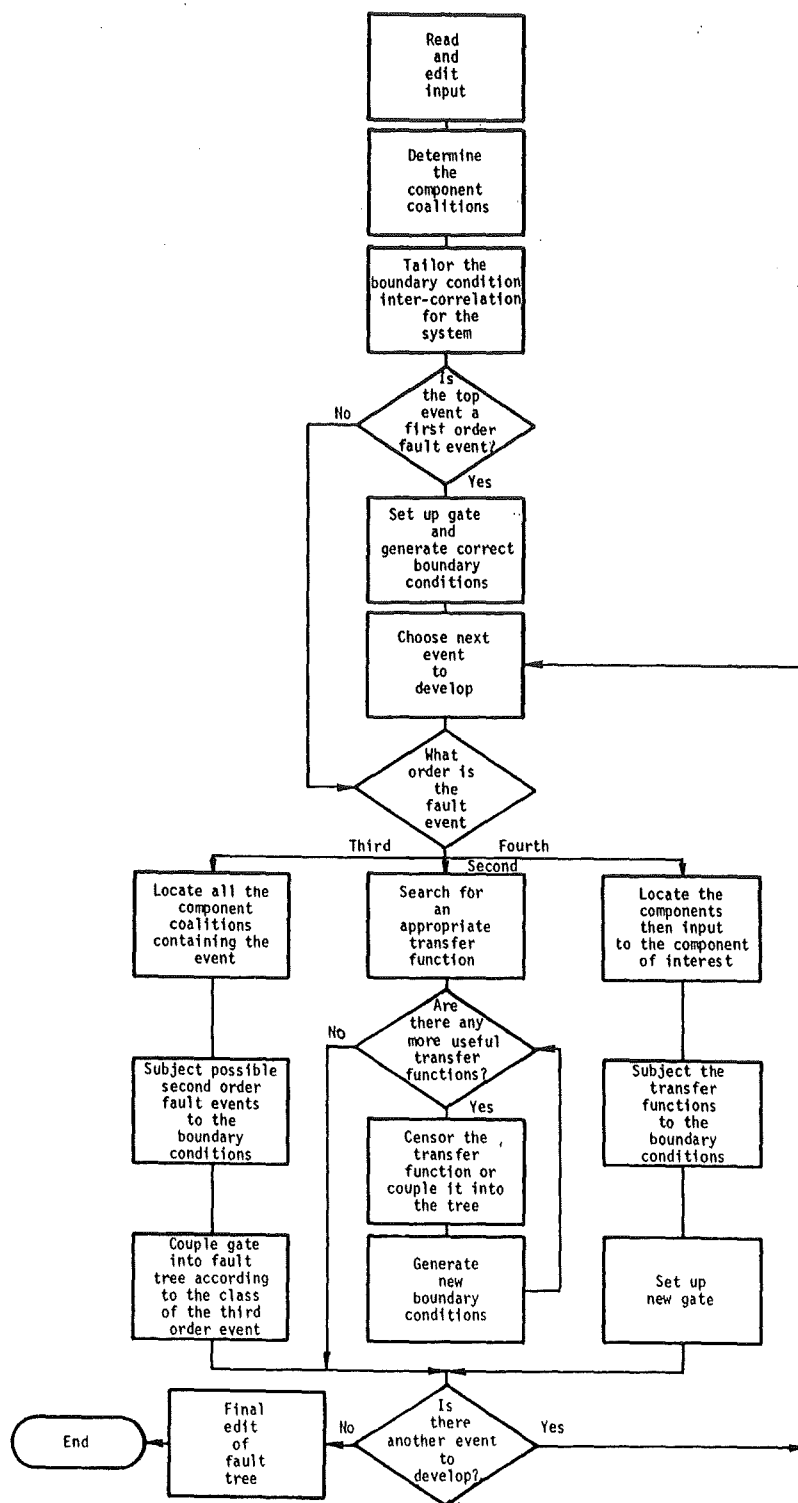 Read
and
edit
input
Determine
the
component
coalitions
Tailor the
boundary condition
inter-correlation
for the
system
Is
the top
event a
first order
fault event?
No
Yes
Set up gate
and
generate correct
boundary
conditions
Choose next
event
to
develop
What
order is
the
fault
event
Third
Fourth
Second
Locate all the
component
coalitions
containing the
event
Search for
an
appropriate
transfer
function
Locate the
components
then input
to the component
of interest
Are
there any
more useful
transfer
functions?
No
Yes
Subject possible
second order
fault events
to the
boundary
conditions
Censor the
transfer
function or
couple it into
the tree
Subject the
transfer
functions
to the
boundary
conditions
Couple gate
into fault
tree according
to the class
of the third
order event
Generate
new
boundary
conditions
Set up
new gate
Is
there
another event
to
develop?
No
Yes
Final
edit
of
fault
tree
End